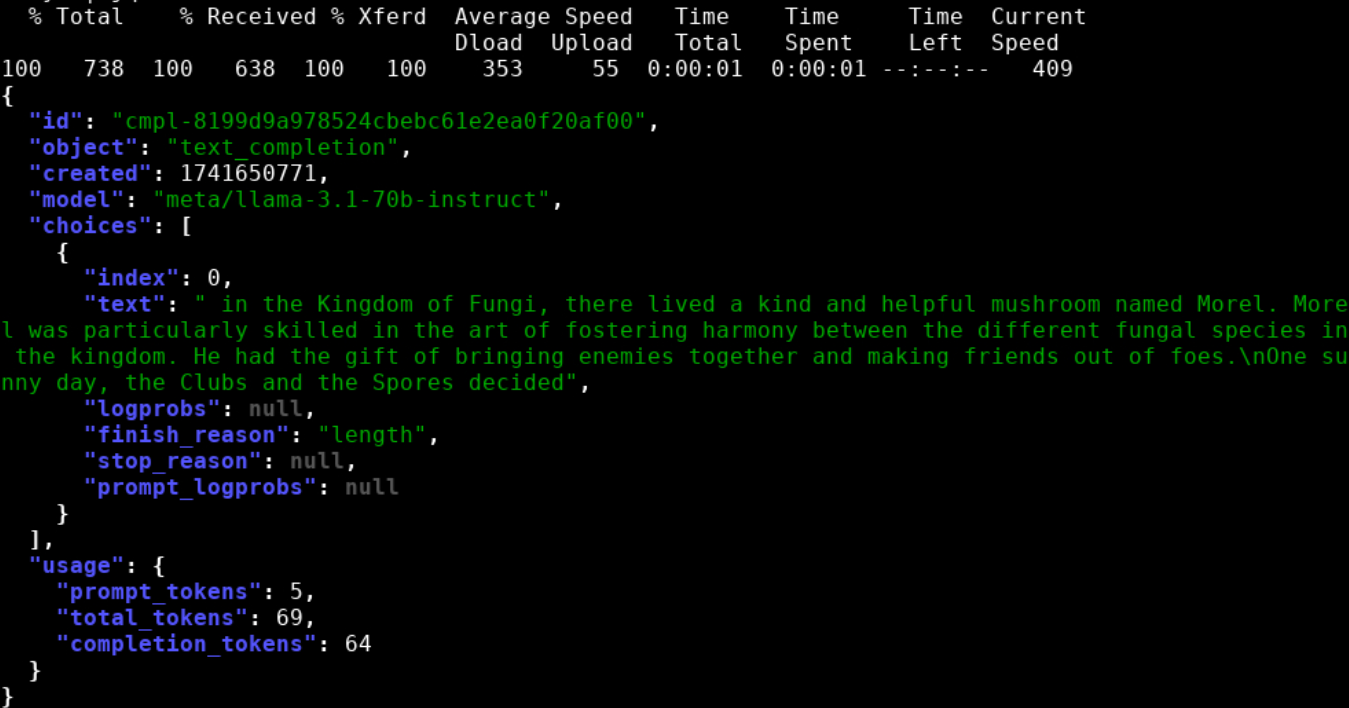 % Total    % Received % Xferd  Average Speed   Time    Time     Time  Current
                                 Dload  Upload   Total   Spent    Left  Speed
100   738  100   638  100   100    353     55  0:00:01  0:00:01 --:--:--   409
{
  "id": "cmpl-8199d9a978524cbebc61e2ea0f20af00",
  "object": "text_completion",
  "created": 1741650771,
  "model": "meta/llama-3.1-70b-instruct",
  "choices": [
    {
      "index": 0,
      "text": " in the Kingdom of Fungi, there lived a kind and helpful mushroom named Morel. More
l was particularly skilled in the art of fostering harmony between the different fungal species in
 the kingdom. He had the gift of bringing enemies together and making friends out of foes.\nOne su
nny day, the Clubs and the Spores decided",
      "logprobs": null,
      "finish_reason": "length",
      "stop_reason": null,
      "prompt_logprobs": null
    }
  ],
  "usage": {
    "prompt_tokens": 5,
    "total_tokens": 69,
    "completion_tokens": 64
  }
}